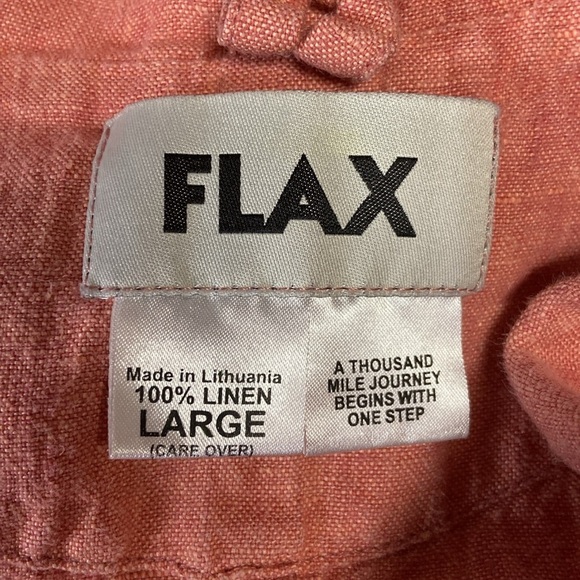 FLAX
Made in Lithuania
100% LINEN
LARGE
(CARE OVER)
A THOUSAND
MILE JOURNEY
BEGINS WITH
ONE STEP